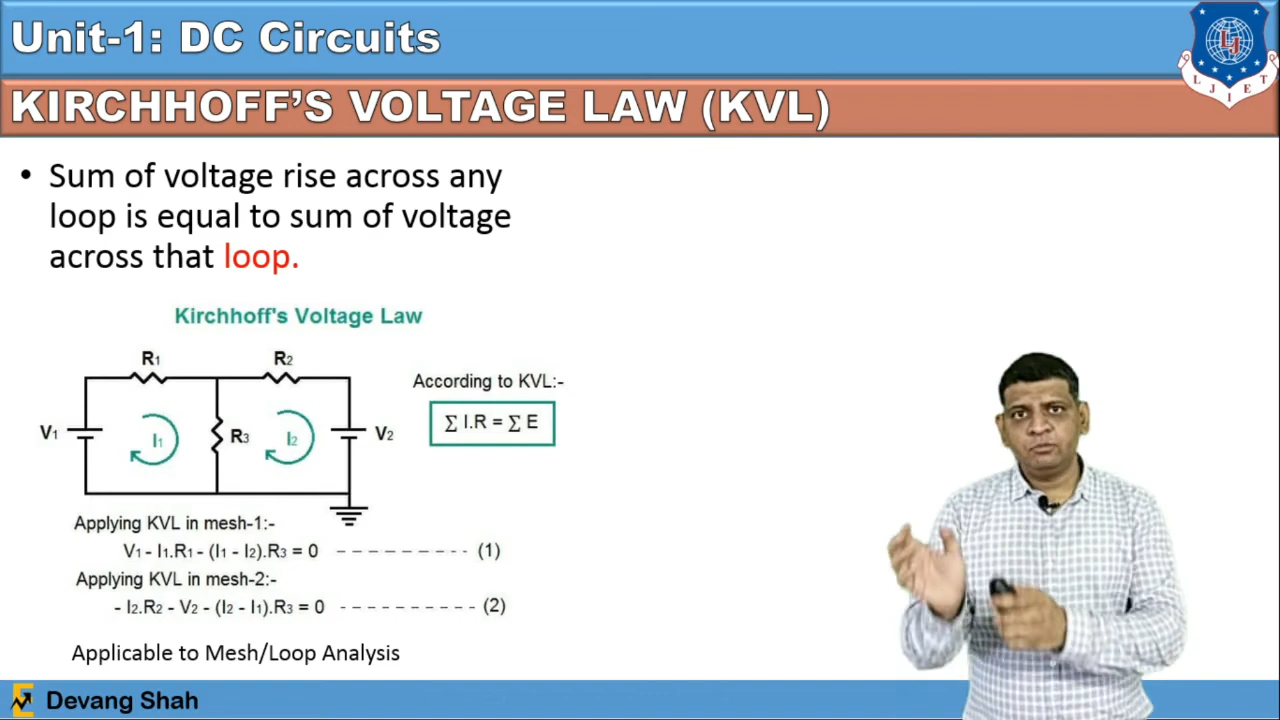 Unit-1: DC Circuits
L J I E T
KIRCHHOFF'S VOLTAGE LAW (KVL)
• Sum of voltage rise across any
loop is equal to sum of voltage
across that loop.
Kirchhoff's Voltage Law
R1 R2
According to KVL:-
∑ I.R = ∑ E
V1 I1 R3 I2 V2
Applying KVL in mesh-1:-
V1 - I1.R1 - (I1 - I2).R3 = 0 ---------- (1)
Applying KVL in mesh-2:-
- I2.R2 - V2 - (I2 - I1).R3 = 0 ----------- (2)
Applicable to Mesh/Loop Analysis
Devang Shah